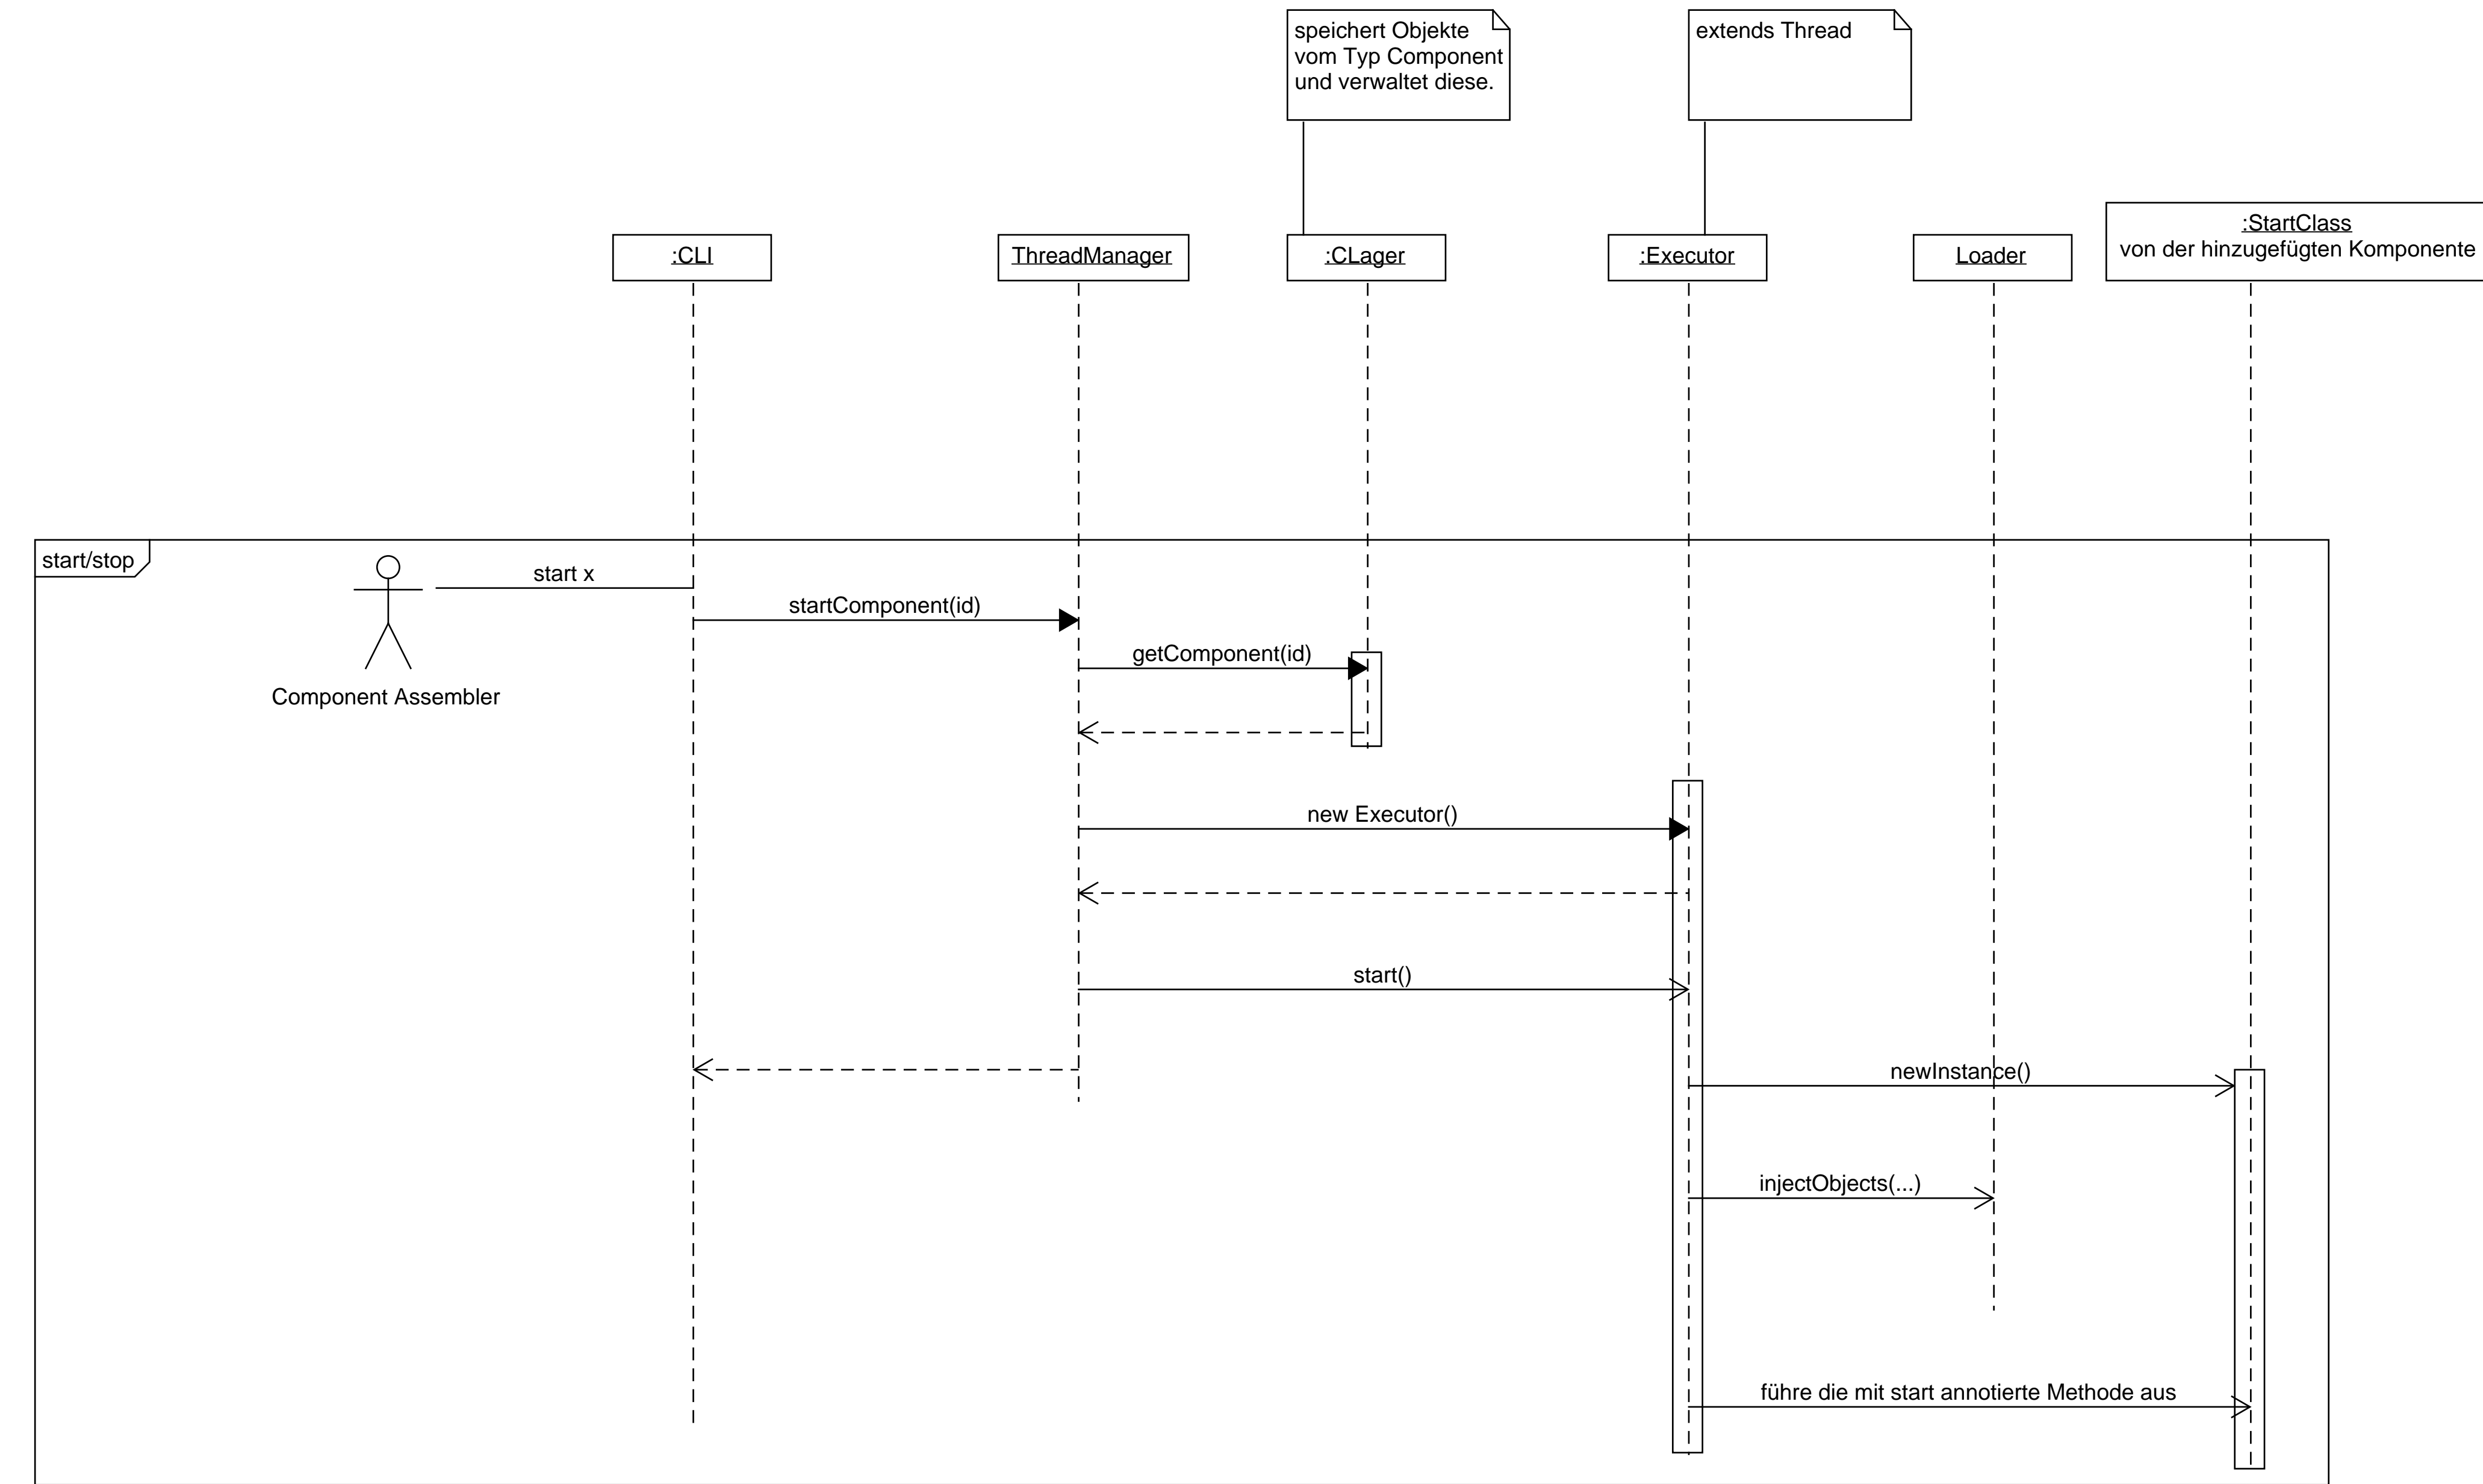 speichert Objekte
vom Typ Component
und verwaltet diese.
extends Thread
:CLI
ThreadManager
:CLager
:Executor
Loader
:StartClass
von der hinzugefügten Komponente
start/stop
start x
startComponent(id)
getComponent(id)
Component Assembler
new Executor()
start()
newInstance()
injectObjects(...)
führe die mit start annotierte Methode aus